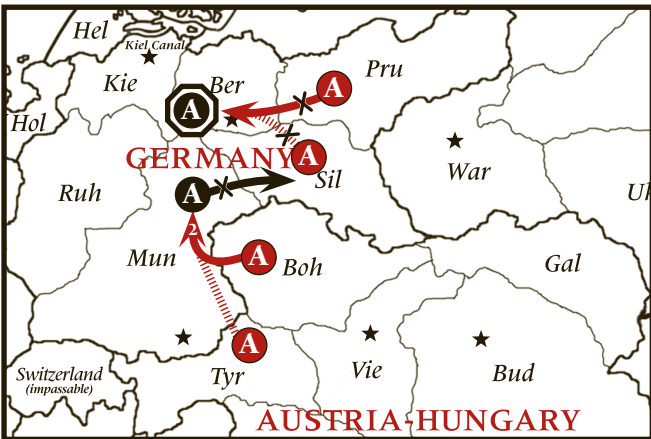 Hel
Kiel Canal
Kie
Ber
Pru
A
A
Hol
GERMANY
A
Sil
War
Uk
Ruh
A
2
Mun
A
Boh
Gal
A
Switzerland
(impassable)
Tyr
Vie
Bud
AUSTRIA-HUNGARY